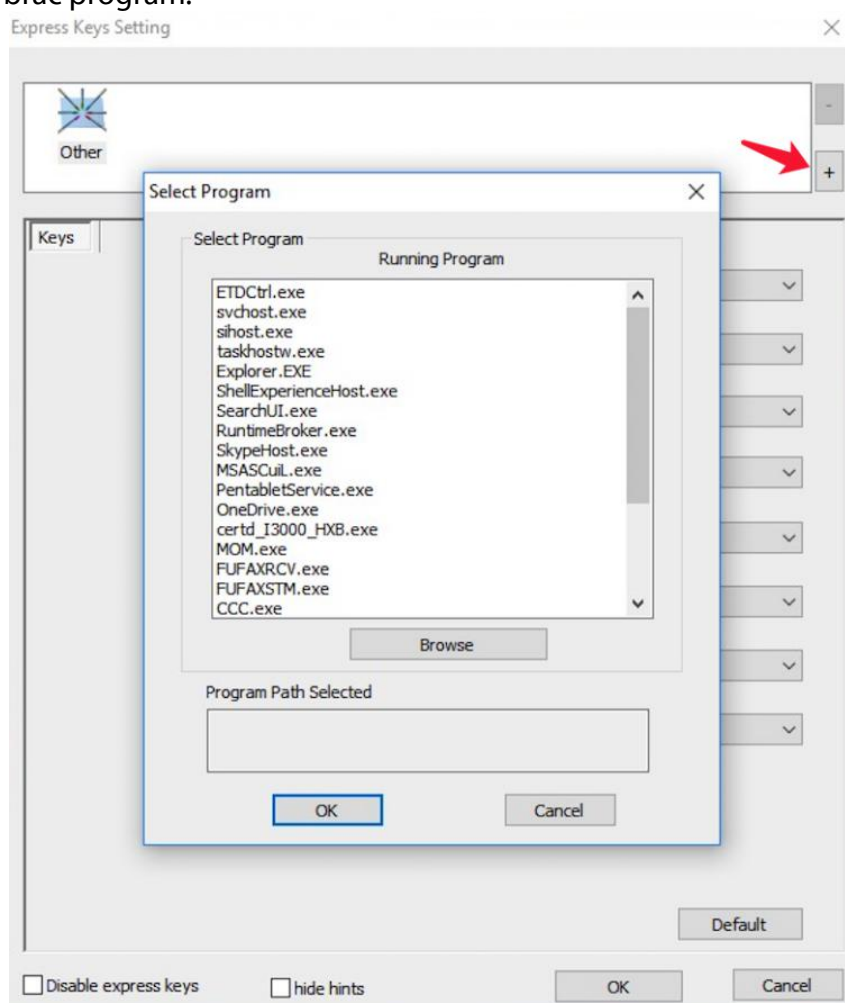 brac program.
Express Keys Setting
Other
-
+
Select Program
Keys
Select Program
Running Program
ETDCtrl.exe
svchost.exe
sihost.exe
taskhostw.exe
Explorer.EXE
ShellExperienceHost.exe
SearchUI.exe
RuntimeBroker.exe
SkypeHost.exe
MSASCuiL.exe
PentabletService.exe
OneDrive.exe
certd_I3000_HXB.exe
MOM.exe
FUFAXRCV.exe
FUFAXSTM.exe
CCC.exe
Browse
Program Path Selected
OK Cancel
Default
Disable express keys hide hints OK Cancel